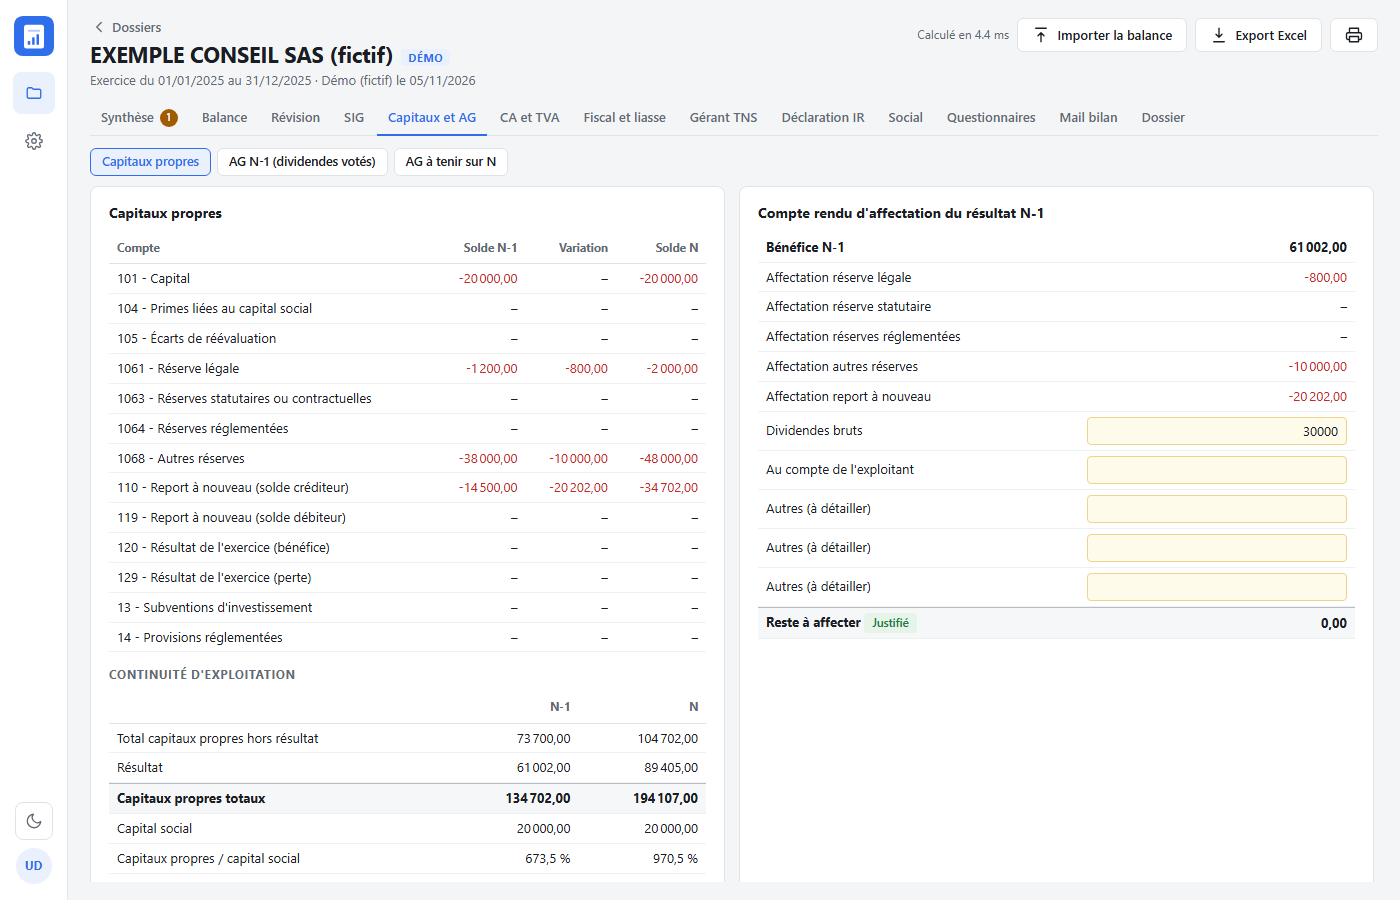 Dossiers
EXEMPLE CONSEIL SAS (fictif) DÉMO
Exercice du 01/01/2025 au 31/12/2025 · Démo (fictif) le 05/11/2026
Calculé en 4.4 ms
Importer la balance
Export Excel
Synthèse 1 Balance Révision SIG Capitaux et AG CA et TVA Fiscal et liasse Gérant TNS Déclaration IR Social Questionnaires Mail bilan Dossier
Capitaux propres AG N-1 (dividendes votés) AG à tenir sur N
Capitaux propres
Compte Solde N-1 Variation Solde N
101 - Capital -20 000,00 – -20 000,00
104 - Primes liées au capital social – – –
105 - Écarts de réévaluation – – –
1061 - Réserve légale -1 200,00 -800,00 -2 000,00
1063 - Réserves statutaires ou contractuelles – – –
1064 - Réserves réglementées – – –
1068 - Autres réserves -38 000,00 -10 000,00 -48 000,00
110 - Report à nouveau (solde créditeur) -14 500,00 -20 202,00 -34 702,00
119 - Report à nouveau (solde débiteur) – – –
120 - Résultat de l'exercice (bénéfice) – – –
129 - Résultat de l'exercice (perte) – – –
13 - Subventions d'investissement – – –
14 - Provisions réglementées – – –
CONTINUITÉ D'EXPLOITATION
N-1 N
Total capitaux propres hors résultat 73 700,00 104 702,00
Résultat 61 002,00 89 405,00
Capitaux propres totaux 134 702,00 194 107,00
Capital social 20 000,00 20 000,00
Capitaux propres / capital social 673,5 % 970,5 %
Compte rendu d'affectation du résultat N-1
Bénéfice N-1 61 002,00
Affectation réserve légale -800,00
Affectation réserve statutaire –
Affectation réserves réglementées –
Affectation autres réserves -10 000,00
Affectation report à nouveau -20 202,00
Dividendes bruts 30000
Au compte de l'exploitant
Autres (à détailler)
Autres (à détailler)
Autres (à détailler)
Reste à affecter Justifié 0,00
UD